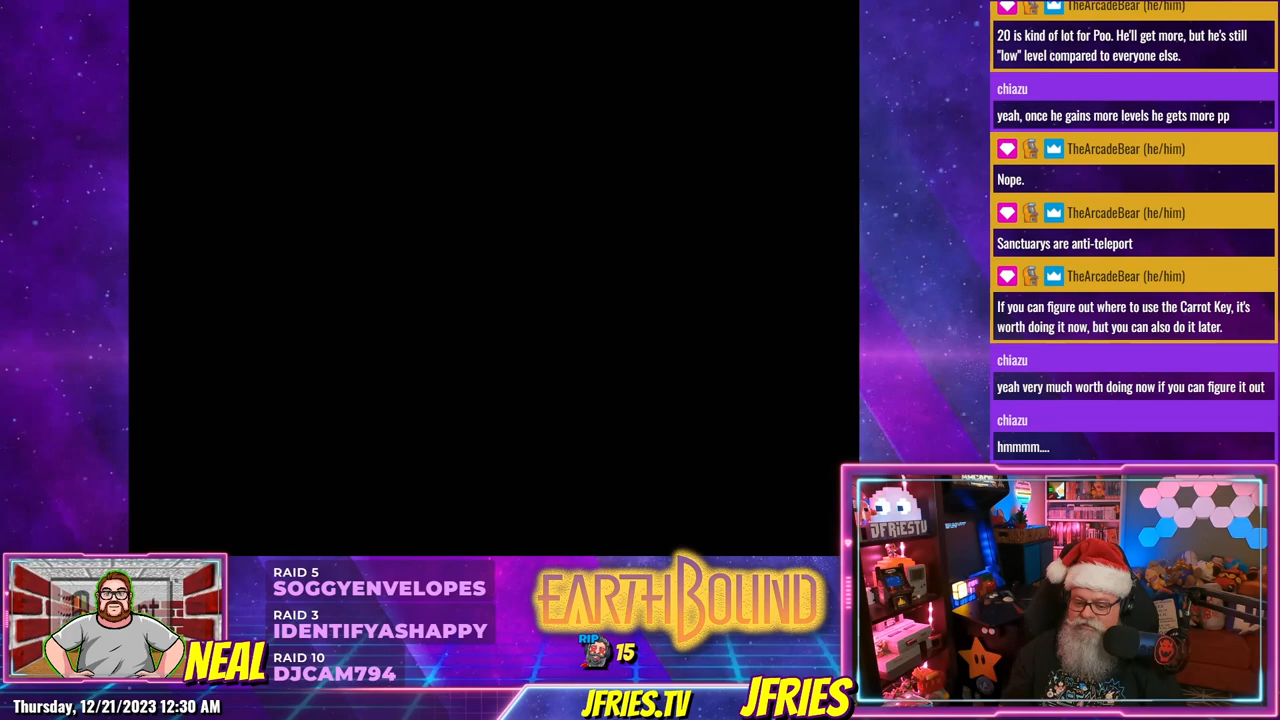 TheArcadeBear (he/him)
20 is kind of lot for Poo. He'll get more, but he's still
"low" level compared to everyone else.
chiazu
yeah, once he gains more levels he gets more pp
TheArcadeBear (he/him)
Nope.
TheArcadeBear (he/him)
Sanctuarys are anti-teleport
TheArcadeBear (he/him)
If you can figure out where to use the Carrot Key, it's
worth doing it now, but you can also do it later.
chiazu
yeah very much worth doing now if you can figure it out
chiazu
hmmmm....
DFRIESTV
ARCADE
NEAL
RAID 5
SOGGYENVELOPES
RAID 3
IDENTIFYASHAPPY
RAID 10
DJCAM794
EARTHBOUND
RIP
15
JFRIES.TV
JFRIES
Thursday, 12/21/2023 12:30 AM